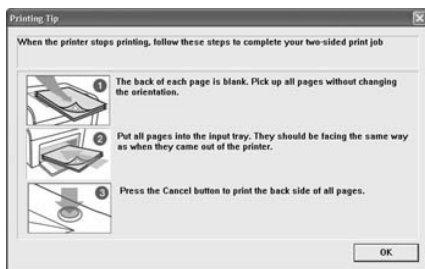 Printing Tip
When the printer stops printing, follow these steps to complete your two-sided print job
1
The back of each page is blank. Pick up all pages without changing
the orientation.
2
Put all pages into the input tray. They should be facing the same way
as when they came out of the printer.
3
Press the Cancel button to print the back side of all pages.
OK